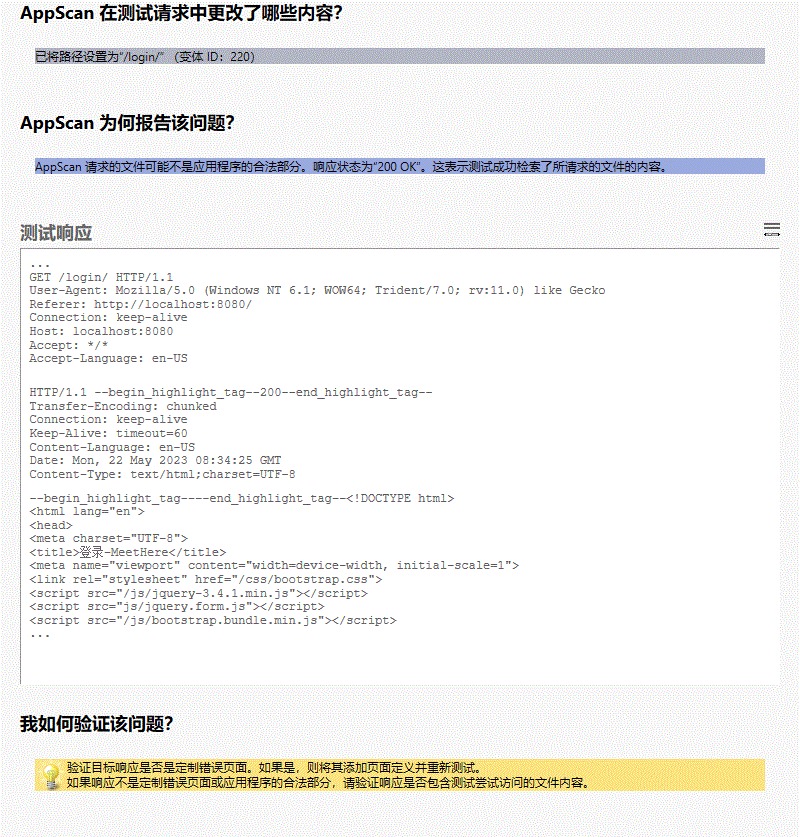 AppScan 在测试请求中更改了哪些内容?
已将路径设置为“/login/” (变体 ID: 220)
AppScan 为何报告该问题?
AppScan 请求的文件可能不是应用程序的合法部分。响应状态为“200 OK”。这表示测试成功检索了所请求的文件的内容。
测试响应
...
GET /login/ HTTP/1.1
User-Agent: Mozilla/5.0 (Windows NT 6.1; WOW64; Trident/7.0; rv:11.0) like Gecko
Referer: http://localhost:8080/
Connection: keep-alive
Host: localhost:8080
Accept: */*
Accept-Language: en-US
HTTP/1.1 --begin_highlight_tag--200--end_highlight_tag--
Transfer-Encoding: chunked
Connection: keep-alive
Keep-Alive: timeout=60
Content-Language: en-US
Date: Mon, 22 May 2023 08:34:25 GMT
Content-Type: text/html;charset=UTF-8
--begin_highlight_tag----end_highlight_tag--<!DOCTYPE html>
<html lang="en">
<head>
<meta charset="UTF-8">
<title>登录-MeetHere</title>
<meta name="viewport" content="width=device-width, initial-scale=1">
<link rel="stylesheet" href="/css/bootstrap.css">
<script src="/js/jquery-3.4.1.min.js"></script>
<script src="js/jquery.form.js"></script>
<script src="/js/bootstrap.bundle.min.js"></script>
...
我如何验证该问题?
验证目标响应是否是定制错误页面。如果是，则将其添加页面定义并重新测试。
如果响应不是定制错误页面或应用程序的合法部分，请验证响应是否包含测试尝试访问的文件内容。